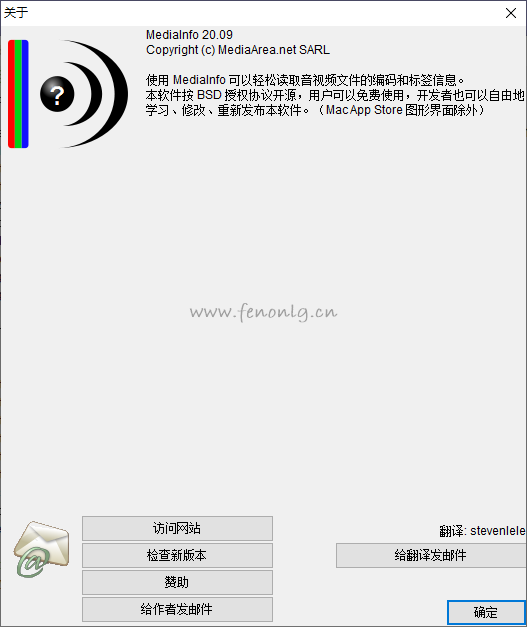 关于
MediaInfo 20.09
Copyright (c) MediaArea.net SARL
使用 MediaInfo 可以轻松读取音视频文件的编码和标签信息。
本软件按 BSD 授权协议开源，用户可以免费使用，开发者也可以自由地
学习、修改、重新发布本软件。（Mac App Store 图形界面除外）
?
www.fenonlg.cn
@
访问网站
翻译: stevenlele
检查新版本
给翻译发邮件
赞助
给作者发邮件
确定